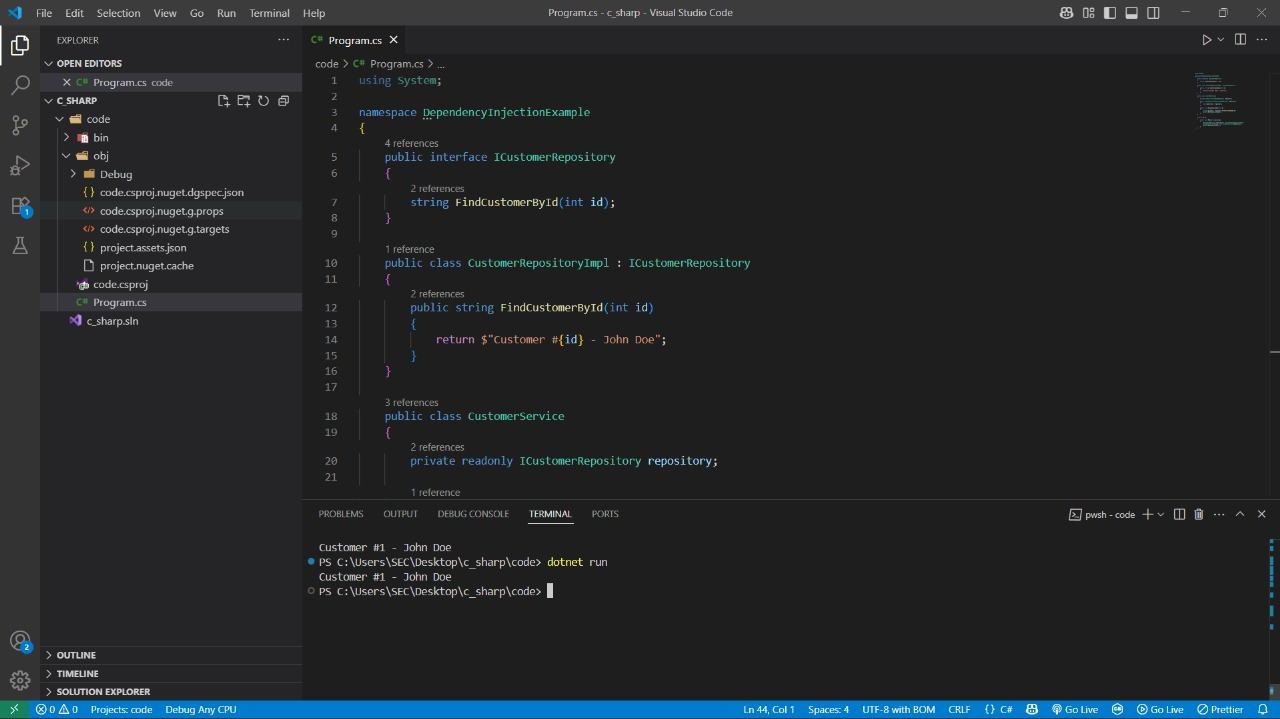 File Edit Selection View Go Run Terminal Help
Program.cs - c_sharp - Visual Studio Code
EXPLORER
OPEN EDITORS
C# Program.cs code
C_SHARP
code
bin
obj
Debug
{} code.csproj.nuget.dgspec.json
code.csproj.nuget.g.props
code.csproj.nuget.g.targets
{} project.assets.json
project.nuget.cache
code.csproj
C# Program.cs
c_sharp.sln
OUTLINE
TIMELINE
SOLUTION EXPLORER
1
2
C# Program.cs
code > C# Program.cs > ...
1 using System;
2
3 namespace DependencyInjectionExample
4 {
4 references
5 public interface ICustomerRepository
6 {
2 references
7 string FindCustomerById(int id);
8 }
9
1 reference
10 public class CustomerRepositoryImpl : ICustomerRepository
11 {
2 references
12 public string FindCustomerById(int id)
13 {
14 return $"Customer #{id} - John Doe";
15 }
16 }
17
3 references
18 public class CustomerService
19 {
2 references
20 private readonly ICustomerRepository repository;
21
1 reference
PROBLEMS OUTPUT DEBUG CONSOLE TERMINAL PORTS
pwsh - code
Customer #1 - John Doe
PS C:\Users\SEC\Desktop\c_sharp\code> dotnet run
Customer #1 - John Doe
PS C:\Users\SEC\Desktop\c_sharp\code>
0 0 Projects: code Debug Any CPU
Ln 44, Col 1 Spaces: 4 UTF-8 with BOM CRLF {} C# Go Live Go Live Prettier